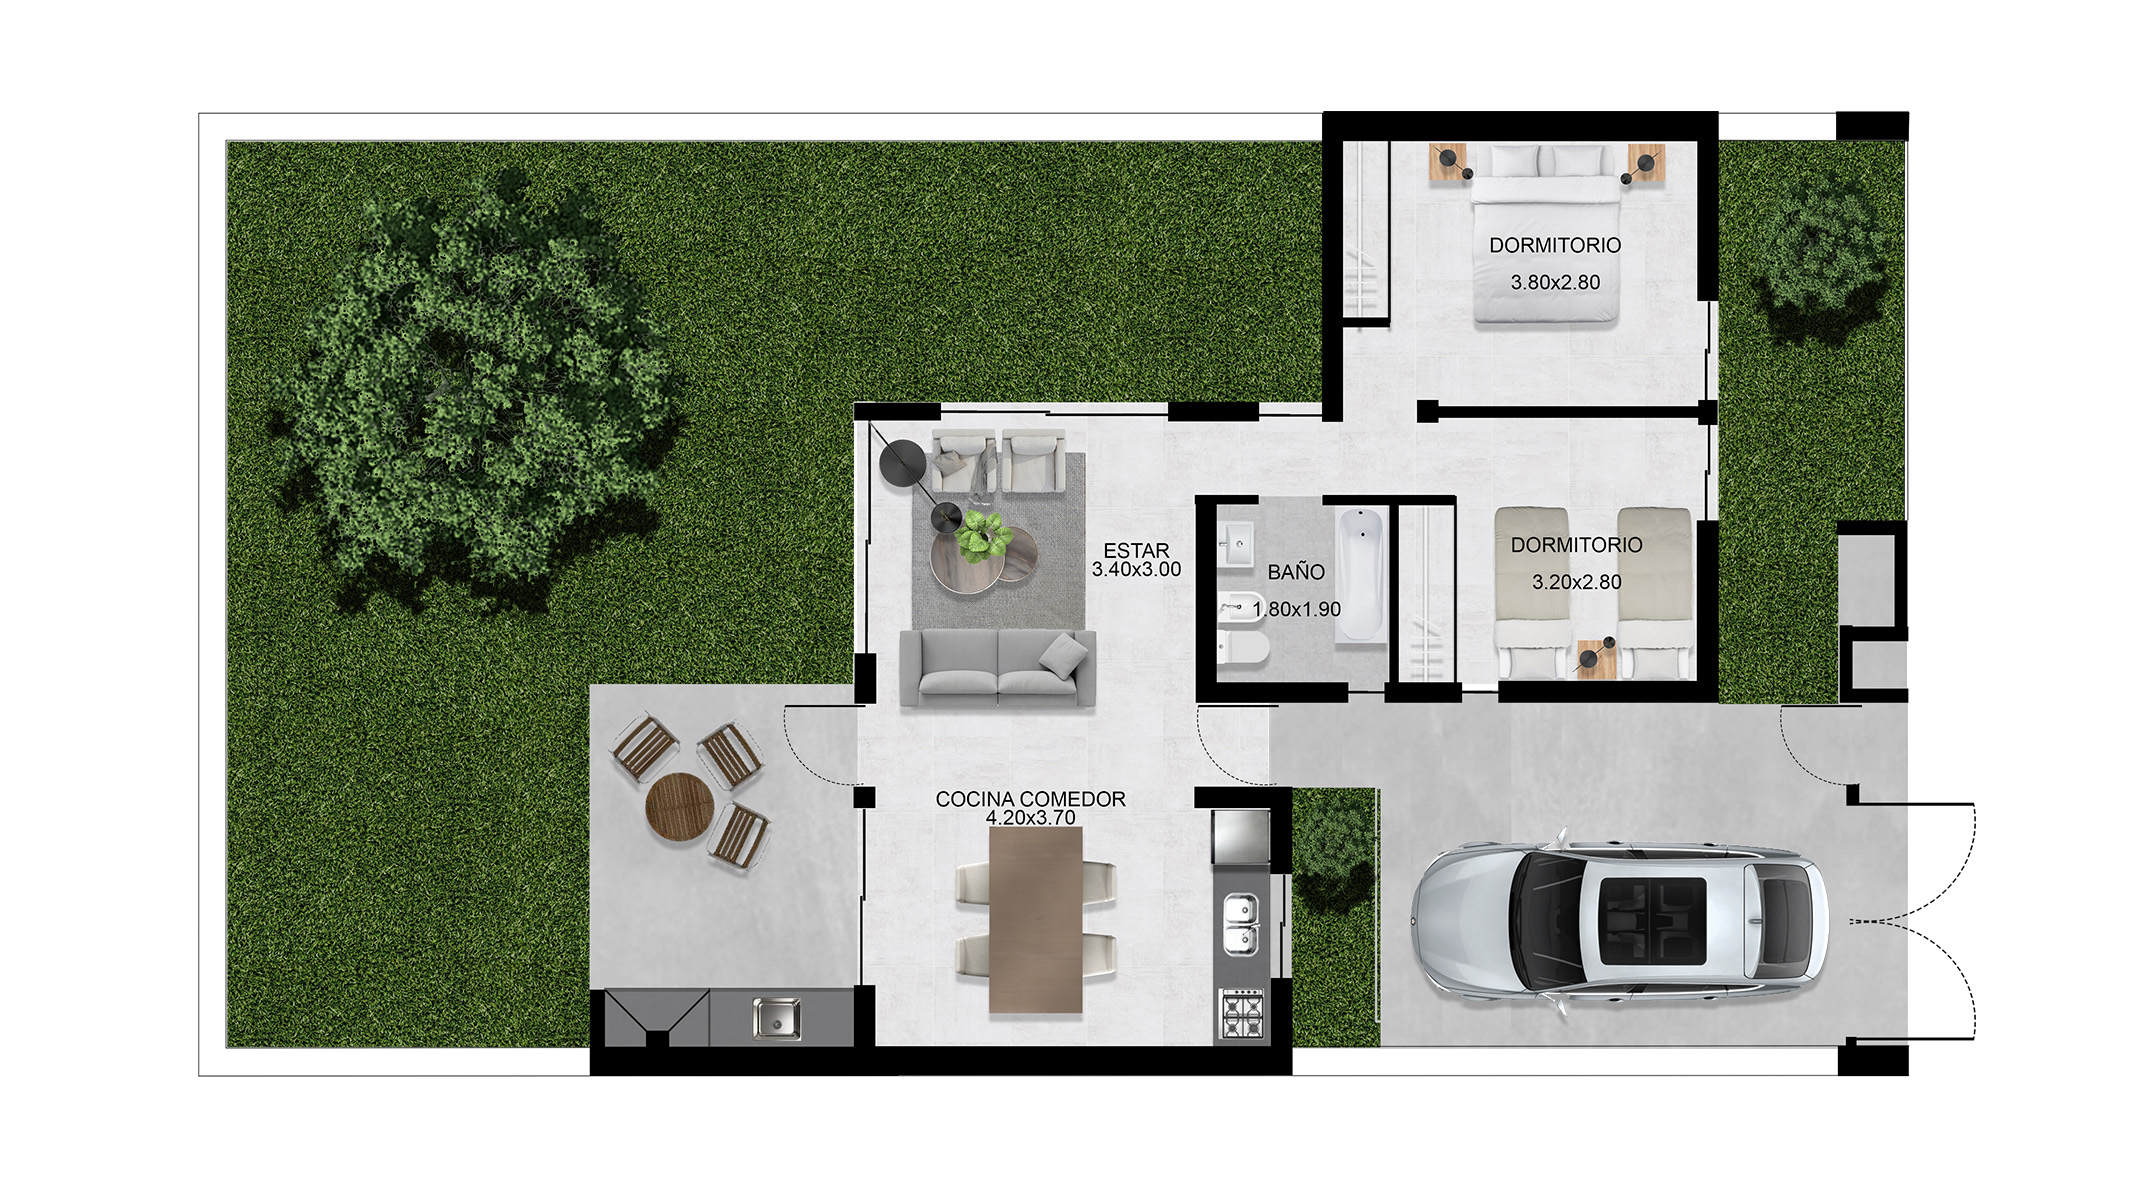 DORMITORIO
3.80x2.80
DORMITORIO
3.20x2.80
ESTAR
3.40x3.00
BAÑO
1.80x1.90
COCINA COMEDOR
4.20x3.70